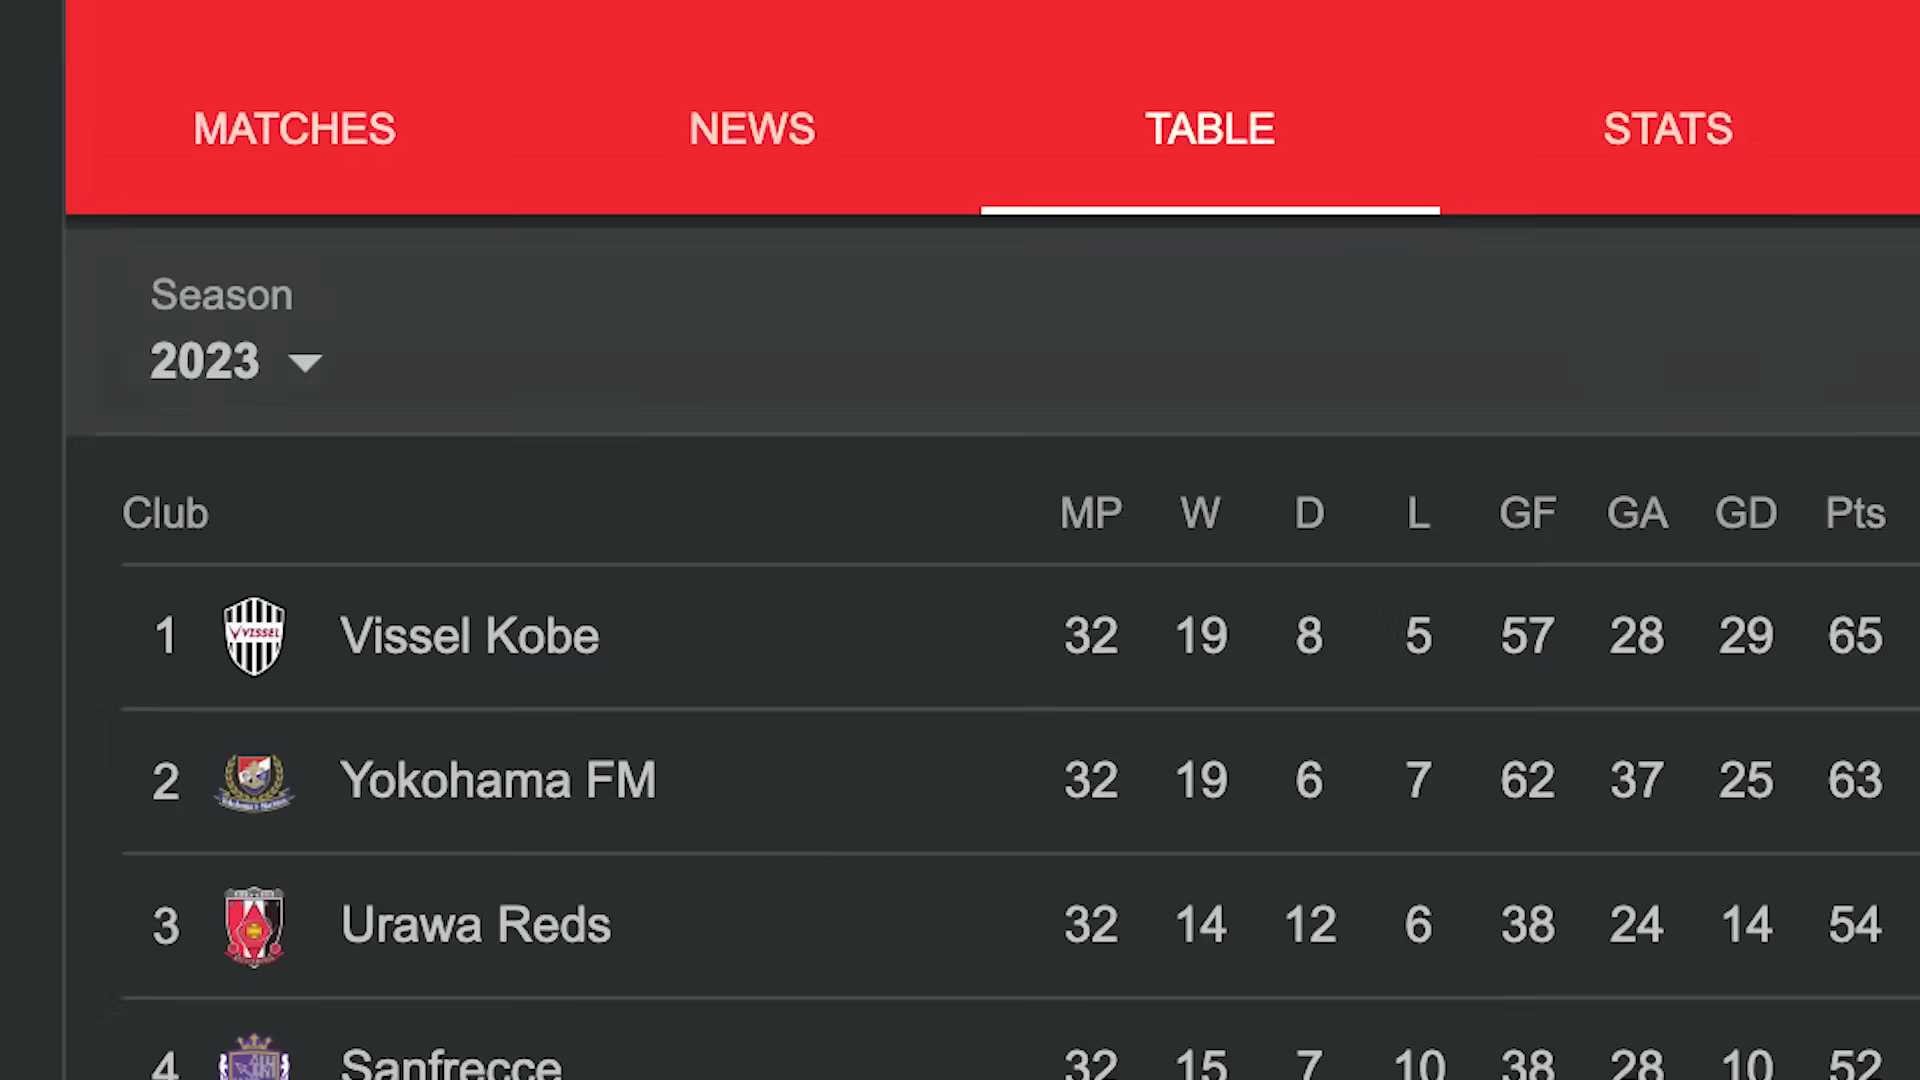 MATCHES NEWS TABLE STATS
Season
2023
Club MP W D L GF GA GD Pts
1 VISSEL Vissel Kobe 32 19 8 5 57 28 29 65
2 Yokohama FM 32 19 6 7 62 37 25 63
3 Urawa Reds 32 14 12 6 38 24 14 54
4 Sanfrecce 32 15 7 10 38 28 10 52